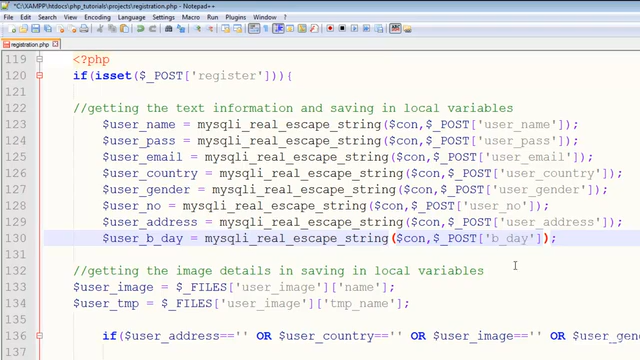 *C:\XAMPP\htdocs\php_tutorials\projects\registration.php - Notepad++
File Edit Search View Encoding Language Settings Macro Run Plugins Window ?
registration.php
119 <?php
120 if(isset($_POST['register'])){
121
122 //getting the text information and saving in local variables
123 $user_name = mysqli_real_escape_string($con,$_POST['user_name']);
124 $user_pass = mysqli_real_escape_string($con,$_POST['user_pass']);
125 $user_email = mysqli_real_escape_string($con,$_POST['user_email']);
126 $user_country = mysqli_real_escape_string($con,$_POST['user_country']);
127 $user_gender = mysqli_real_escape_string($con,$_POST['user_gender']);
128 $user_no = mysqli_real_escape_string($con,$_POST['user_no']);
129 $user_address = mysqli_real_escape_string($con,$_POST['user_address']);
130 $user_b_day = mysqli_real_escape_string($con,$_POST['b_day']);
131
132 //getting the image details in saving in local variables
133 $user_image = $_FILES['user_image']['name'];
134 $user_tmp = $_FILES['user_image']['tmp_name'];
135
136 if($user_address=='' OR $user_country=='' OR $user_image=='' OR $user_gen
137